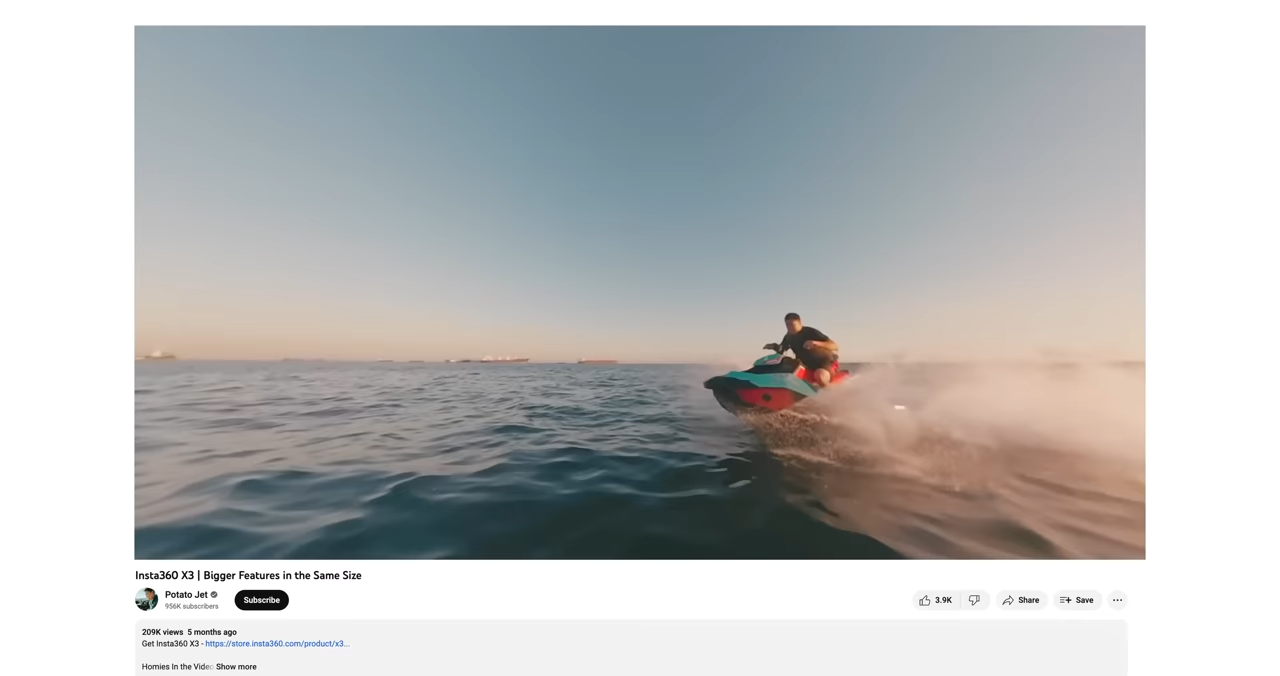 Insta360 X3 | Bigger Features in the Same Size
Potato Jet
956K subscribers
Subscribe
3.9K
Share
Save
209K views 5 months ago
Get Insta360 X3 - https://store.insta360.com/product/x3...
Homies In the Video Show more